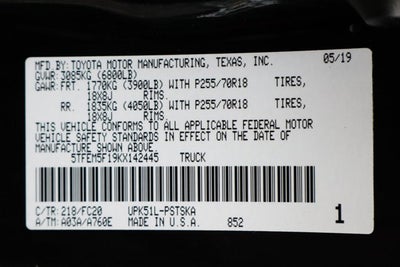 MFD.BY: TOYOTA MOTOR MANUFACTURING, TEXAS, INC. 05/19
GVWR: 3085KG (6800LB)
GAWR: FRT. 1770KG (3900LB) WITH P255/70R18 TIRES,
18X8J RIMS,
RR. 1835KG (4050LB) WITH P255/70R18 TIRES,
18X8J RIMS.
THIS VEHICLE CONFORMS TO ALL APPLICABLE FEDERAL MOTOR
VEHICLE SAFETY STANDARDS IN EFFECT ON THE DATE OF
MANUFACTURE SHOWN ABOVE.
5TFEM5F19KX142445 TRUCK
C/TR: 218/FC20 UPK51L-PSTSKA
A/TM: A03A/A760E MADE IN U.S.A. 852 1